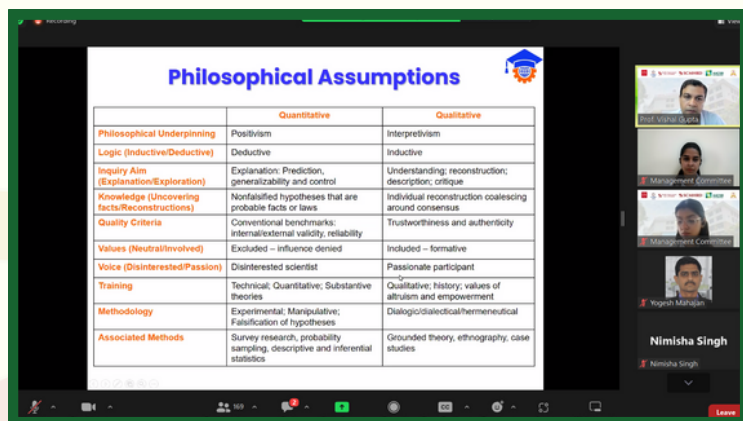 Recording
View
Philosophical Assumptions
Quantitative
Qualitative
Philosophical Underpinning
Positivism
Interpretivism
Logic (Inductive/Deductive)
Deductive
Inductive
Inquiry Aim
(Explanation/Exploration)
Explanation: Prediction,
generalizability and control
Understanding; reconstruction;
description; critique
Knowledge (Uncovering
facts/Reconstructions)
Nonfalsified hypotheses that are
probable facts or laws
Individual reconstruction coalescing
around consensus
Quality Criteria
Conventional benchmarks:
internal/external validity, reliability
Trustworthiness and authenticity
Values (Neutral/Involved)
Excluded – influence denied
Included – formative
Voice (Disinterested/Passion)
Disinterested scientist
Passionate participant
Training
Technical; Quantitative; Substantive
theories
Qualitative; history; values of
altruism and empowerment
Methodology
Experimental; Manipulative;
Falsification of hypotheses
Dialogic/dialectical/hermeneutical
Associated Methods
Survey research, probability
sampling, descriptive and inferential
statistics
Grounded theory, ethnography, case
studies
Prof. Vishal Gupta
Management Committee
Management Committee
Yogesh Mahajan
Nimisha Singh
Nimisha Singh
169
2
CC
Leave